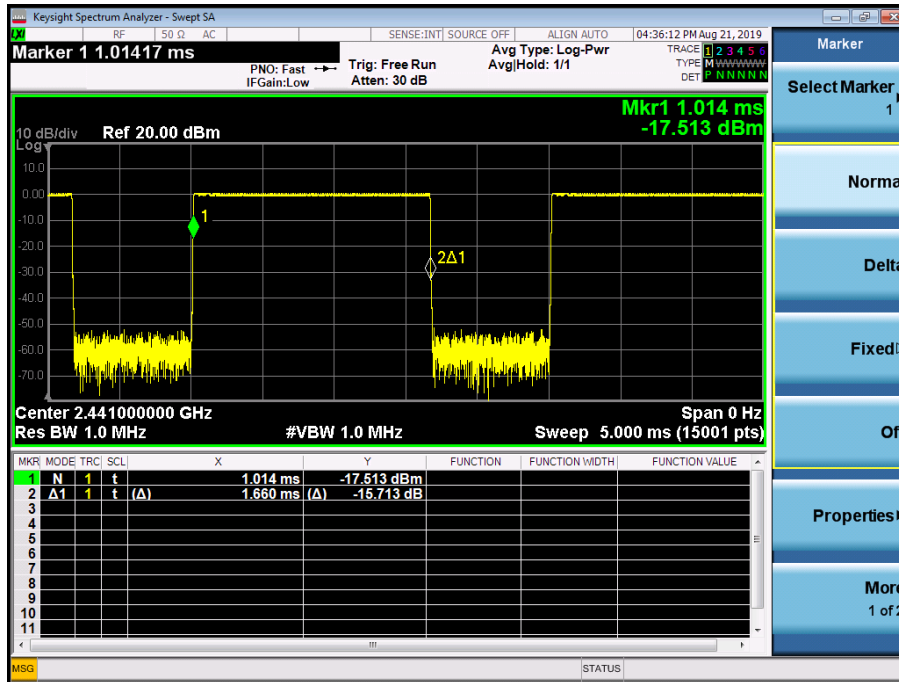 Keysight Spectrum Analyzer - Swept SA
LXI RF 50 Ω AC SENSE:INT SOURCE OFF ALIGN AUTO 04:36:12 PM Aug 21, 2019
Marker 1 1.01417 ms
PNO: Fast
IFGain:Low
Trig: Free Run
Atten: 30 dB
Avg Type: Log-Pwr
Avg|Hold: 1/1
TRACE 1 2 3 4 5 6
TYPE M WWWWW
DET P N N N N N
Mkr1 1.014 ms
-17.513 dBm
10 dB/div Ref 20.00 dBm
Log
10.0
0.00
-10.0
-20.0
-30.0
-40.0
-50.0
-60.0
-70.0
1
2Δ1
Center 2.441000000 GHz Span 0 Hz
Res BW 1.0 MHz #VBW 1.0 MHz Sweep 5.000 ms (15001 pts)
MKR MODE TRC SCL X Y FUNCTION FUNCTION WIDTH FUNCTION VALUE
1 N 1 t 1.014 ms -17.513 dBm
2 Δ1 1 t (Δ) 1.660 ms (Δ) -15.713 dB
3
4
5
6
7
8
9
10
11
MSG STATUS
Marker
Select Marker
1
Norma
Delta
Fixed
Of
Properties
More
1 of 2